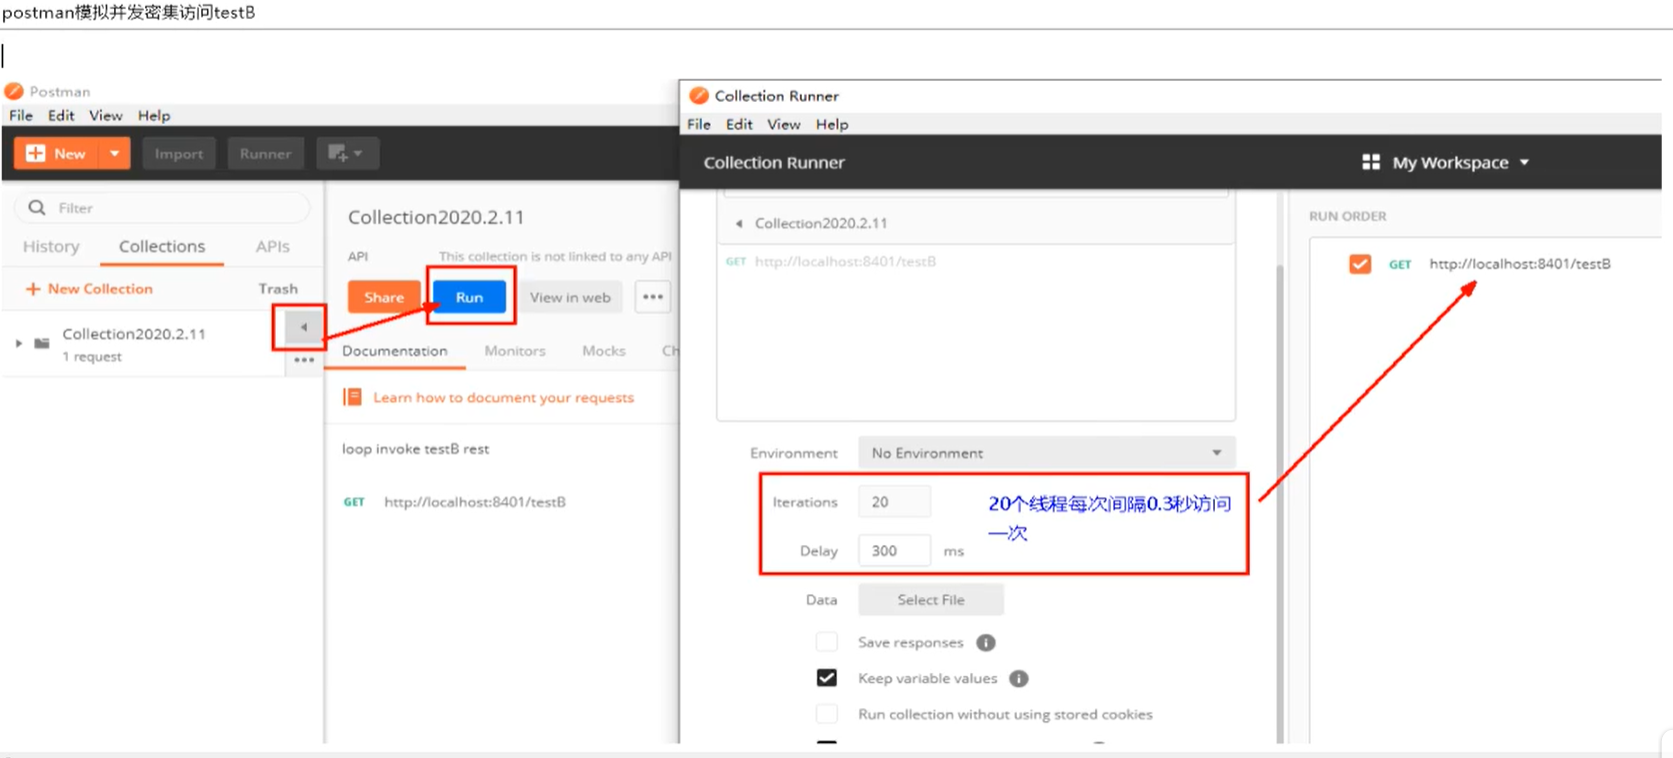 postman模拟并发密集访问testB
Postman
File Edit View Help
New Import Runner
Filter
History Collections APIs
New Collection Trash
Collection2020.2.11
1 request
Collection2020.2.11
API This collection is not linked to any API
Share Run View in web
Documentation Monitors Mocks Ch
Learn how to document your requests
loop invoke testB rest
GET http://localhost:8401/testB
Collection Runner
File Edit View Help
Collection Runner My Workspace
Collection2020.2.11
GET http://localhost:8401/testB
Environment No Environment
Iterations 20
Delay 300 ms
20个线程每次间隔0.3秒访问
一次
Data Select File
Save responses
Keep variable values
Run collection without using stored cookies
RUN ORDER
GET http://localhost:8401/testB